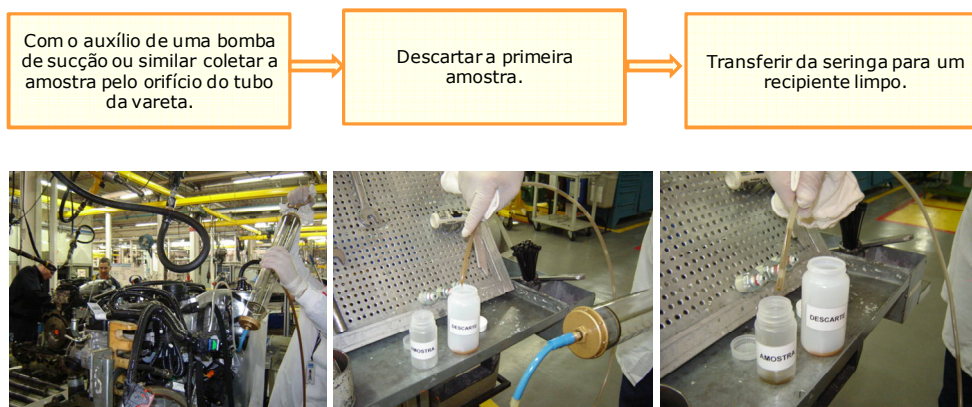 Com o auxílio de uma bomba
de sucção ou similar coletar a
amostra pelo orifício do tubo
da vareta.
Descartar a primeira
amostra.
Transferir da seringa para um
recipiente limpo.
AMOSTRA
DESCARTE
AMOSTRA
DESCARTE